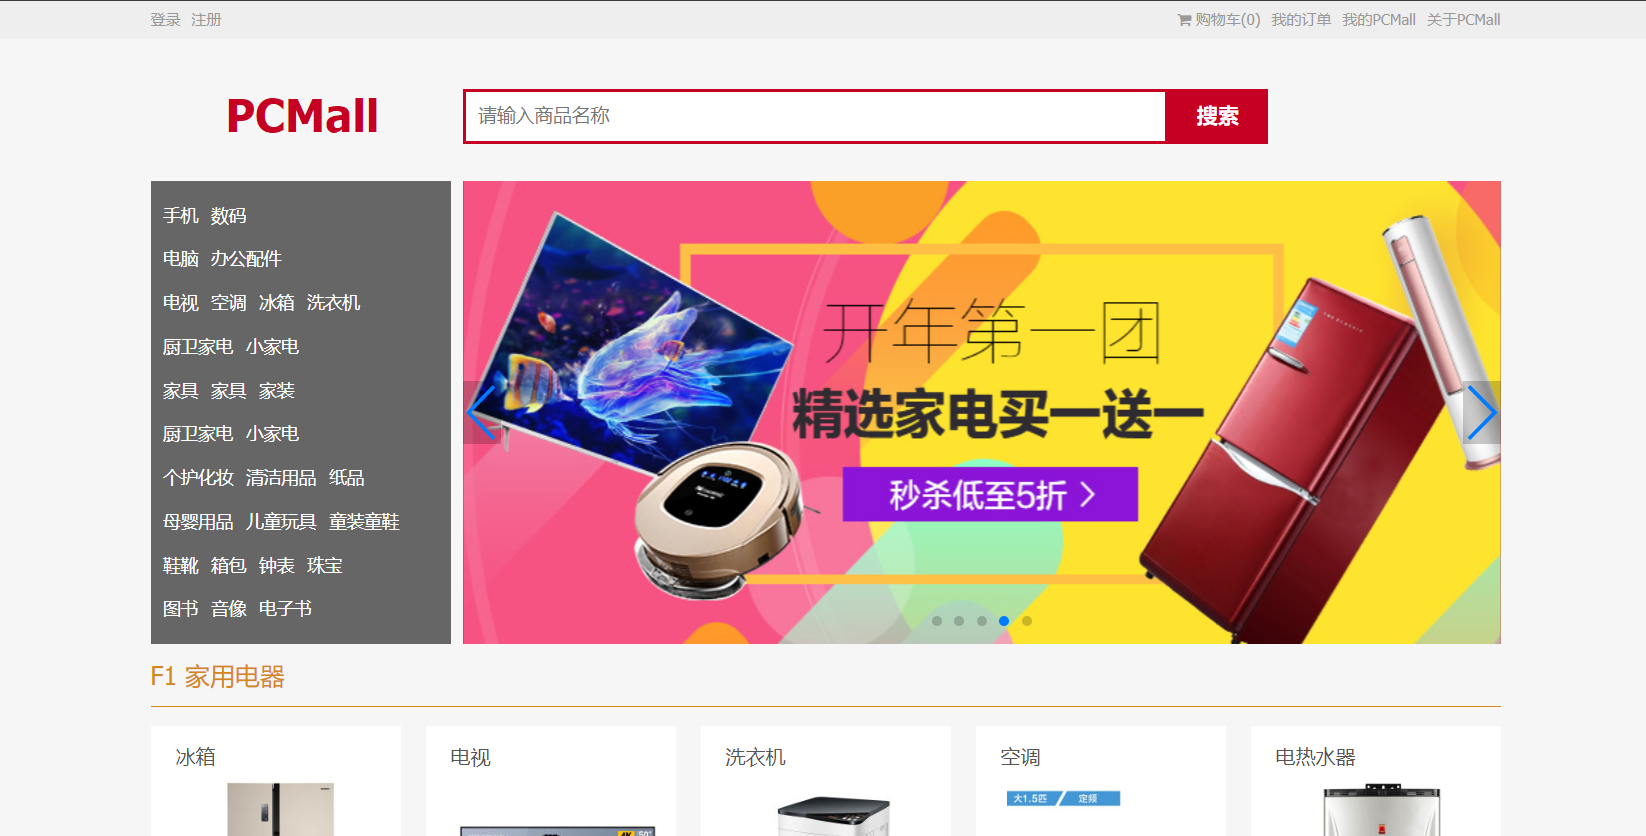 登录 注册
购物车(0) 我的订单 我的PCMall 关于PCMall
PCMall
请输入商品名称
搜索
手机 数码
电脑 办公配件
电视 空调 冰箱 洗衣机
厨卫家电 小家电
家具 家具 家装
厨卫家电 小家电
个护化妆 清洁用品 纸品
母婴用品 儿童玩具 童装童鞋
鞋靴 箱包 钟表 珠宝
图书 音像 电子书
开年第一团
精选家电买一送一
秒杀低至5折 >
F1 家用电器
冰箱
电视
洗衣机
空调
电热水器
大1.5匹 定频
4K 50"